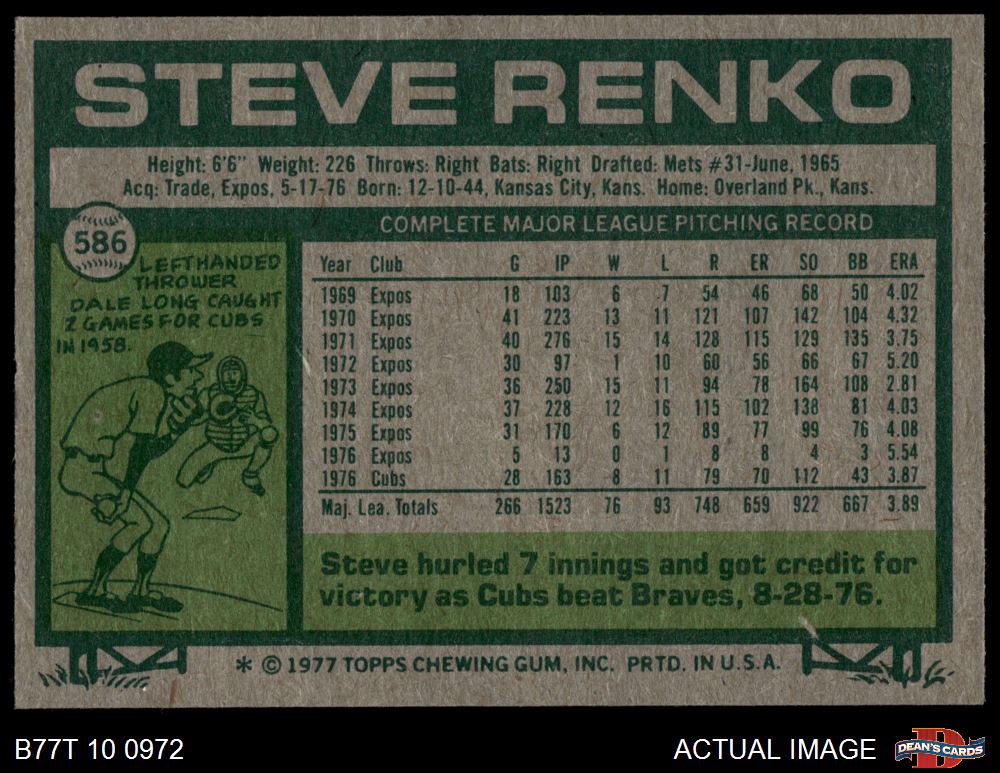 STEVE RENKO
Height: 6'6" Weight: 226 Throws: Right Bats: Right Drafted: Mets #31-June, 1965
Acq: Trade, Expos, 5-17-76 Born: 12-10-44, Kansas City, Kans. Home: Overland Pk., Kans.
586
LEFTHANDED
THROWER
DALE LONG CAUGHT
2 GAMES FOR CUBS
IN 1958.
COMPLETE MAJOR LEAGUE PITCHING RECORD
Year Club G IP W L R ER SO BB ERA
1969 Expos 18 103 6 7 54 46 68 50 4.02
1970 Expos 41 223 13 11 121 107 142 104 4.32
1971 Expos 40 276 15 14 128 115 129 135 3.75
1972 Expos 30 97 1 10 60 56 66 67 5.20
1973 Expos 36 250 15 11 94 78 164 108 2.81
1974 Expos 37 228 12 16 115 102 138 81 4.03
1975 Expos 31 170 6 12 89 77 99 76 4.08
1976 Expos 5 13 0 1 8 8 4 3 5.54
1976 Cubs 28 163 8 11 79 70 112 43 3.87
Maj. Lea. Totals 266 1523 76 93 748 659 922 667 3.89
Steve hurled 7 innings and got credit for
victory as Cubs beat Braves, 8-28-76.
* © 1977 TOPPS CHEWING GUM, INC. PRTD. IN U.S.A.
B77T 10 0972
ACTUAL IMAGE
D
DEAN'S CARDS